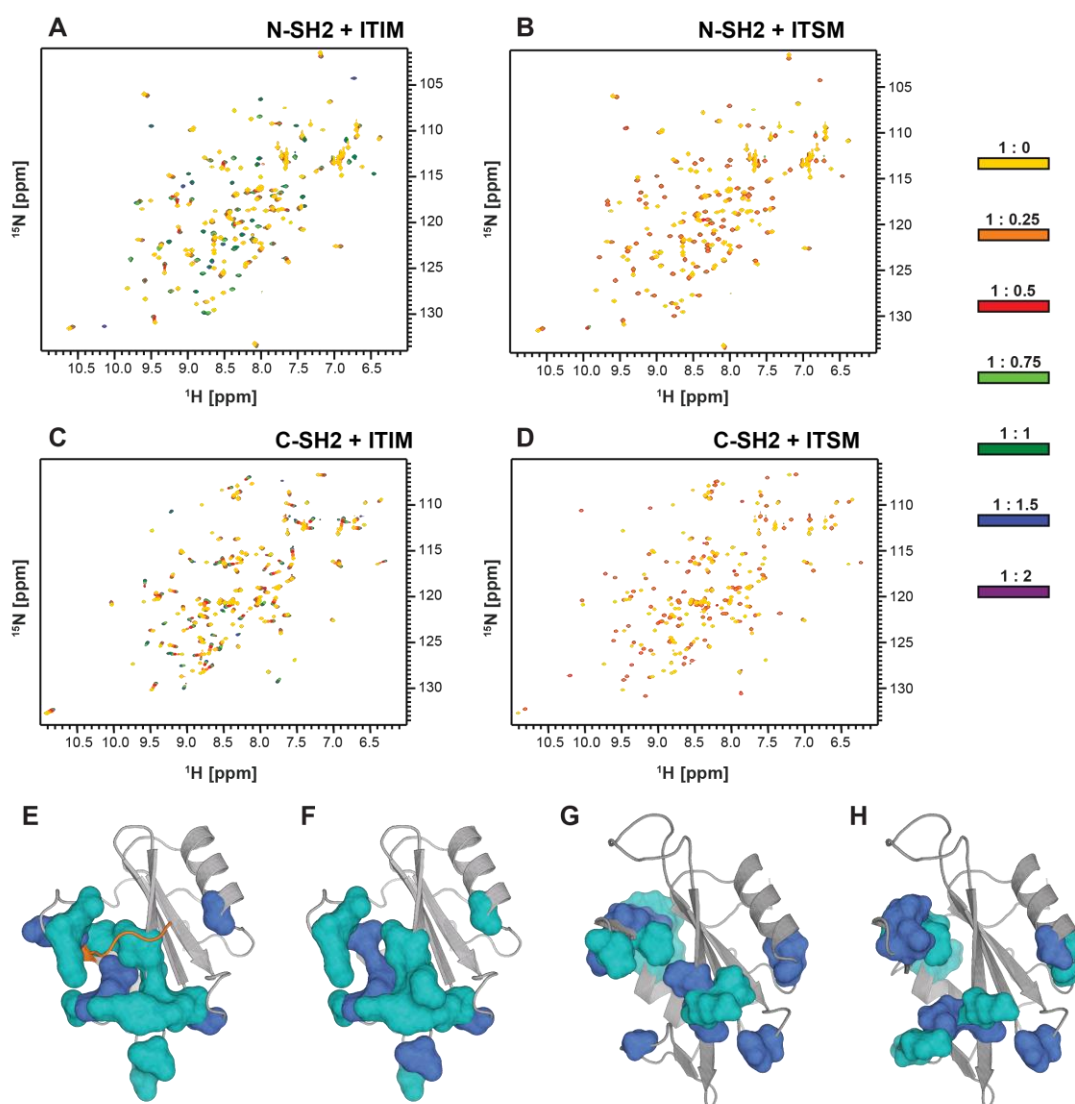 A
N-SH2 + ITIM
105
110
115
120
125
130
15N [ppm]
10.5 10.0 9.5 9.0 8.5 8.0 7.5 7.0 6.5
1H [ppm]
B
N-SH2 + ITSM
105
110
115
120
125
130
15N [ppm]
10.5 10.0 9.5 9.0 8.5 8.0 7.5 7.0 6.5
1H [ppm]
1 : 0
1 : 0.25
1 : 0.5
1 : 0.75
1 : 1
1 : 1.5
1 : 2
C
C-SH2 + ITIM
110
115
120
125
130
15N [ppm]
10.5 10.0 9.5 9.0 8.5 8.0 7.5 7.0 6.5
1H [ppm]
D
C-SH2 + ITSM
110
115
120
125
130
15N [ppm]
10.5 10.0 9.5 9.0 8.5 8.0 7.5 7.0 6.5
1H [ppm]
E
F
G
H